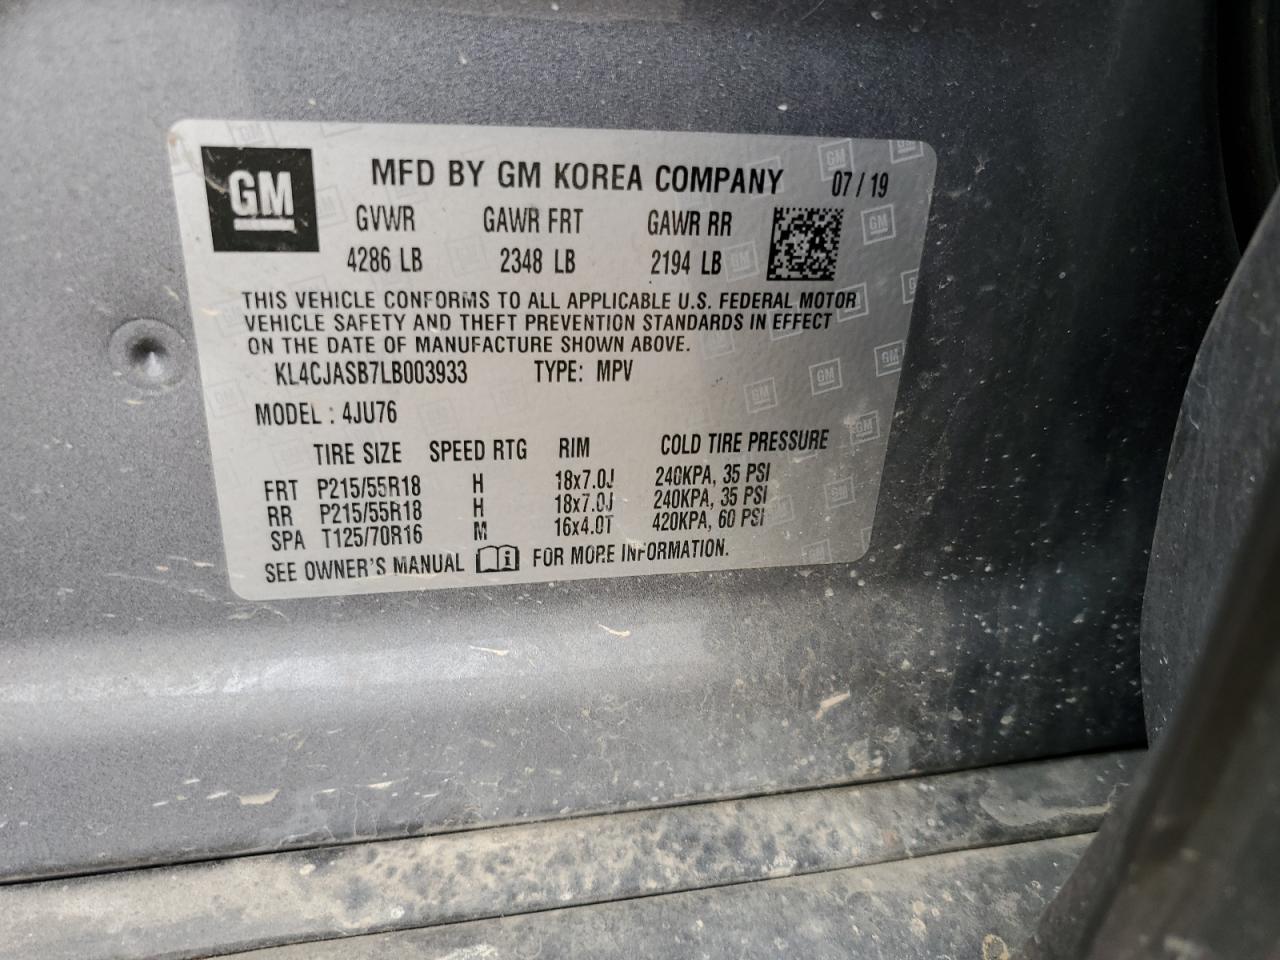 GM
MFD BY GM KOREA COMPANY 07/19
GVWR GAWR FRT GAWR RR
4286 LB 2348 LB 2194 LB
THIS VEHICLE CONFORMS TO ALL APPLICABLE U.S. FEDERAL MOTOR
VEHICLE SAFETY AND THEFT PREVENTION STANDARDS IN EFFECT
ON THE DATE OF MANUFACTURE SHOWN ABOVE.
KL4CJASB7LB003933 TYPE: MPV
MODEL : 4JU76
TIRE SIZE SPEED RTG RIM COLD TIRE PRESSURE
FRT P215/55R18 H 18x7.0J 240KPA, 35 PSI
RR P215/55R18 H 18x7.0J 240KPA, 35 PSI
SPA T125/70R16 M 16x4.0T 420KPA, 60 PSI
SEE OWNER'S MANUAL FOR MORE INFORMATION.